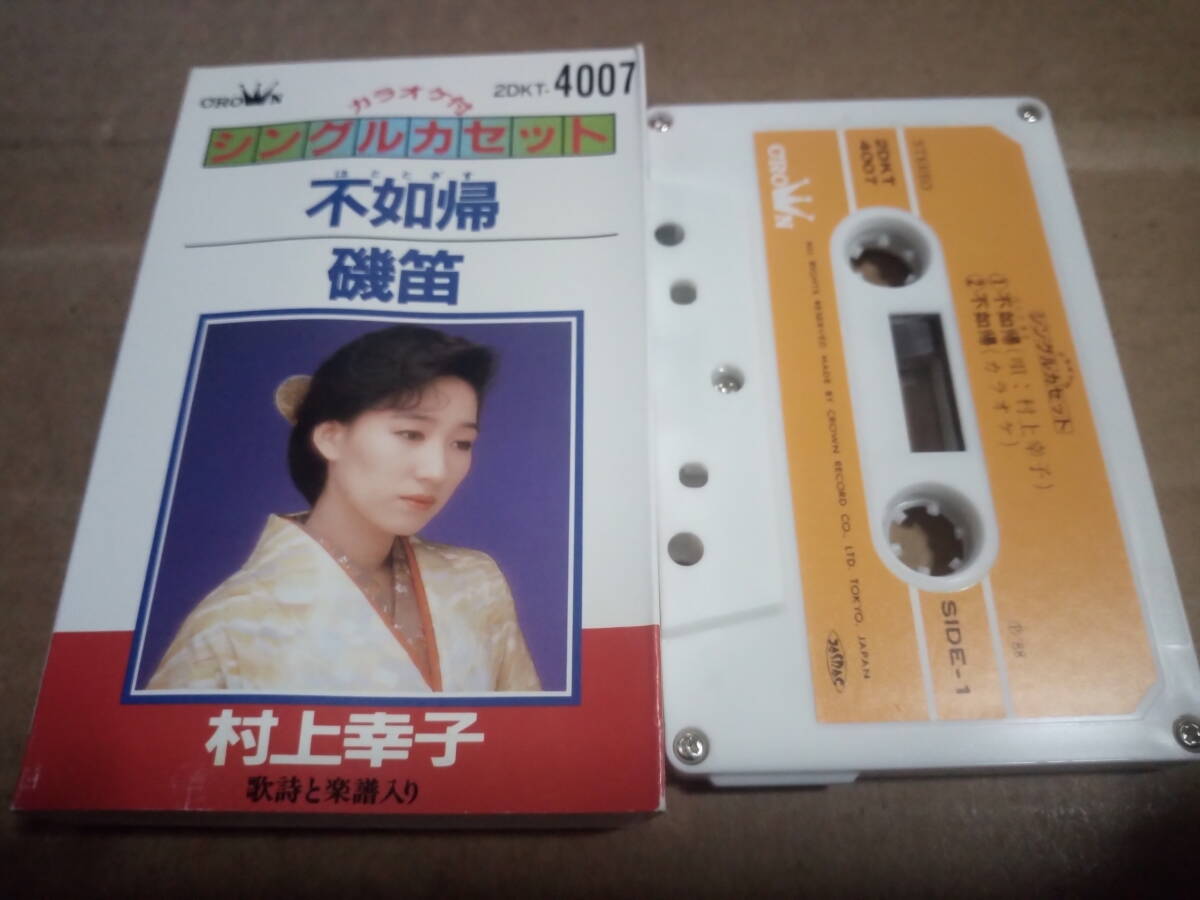 CROWN
2DKT-4007
カラオケ付
シングルカセット
ほととぎす
不如帰
磯笛
村上幸子
歌詩と楽譜入り
CROWN
STEREO
2DKT
4007
シングルカセット
①不如帰(唄:村上幸子)
②不如帰(カラオケ)
ALL RIGHTS RESERVED. MADE BY CROWN RECORD CO., LTD. TOKYO, JAPAN
JASRAC
SIDE-1
Ⓟ'88